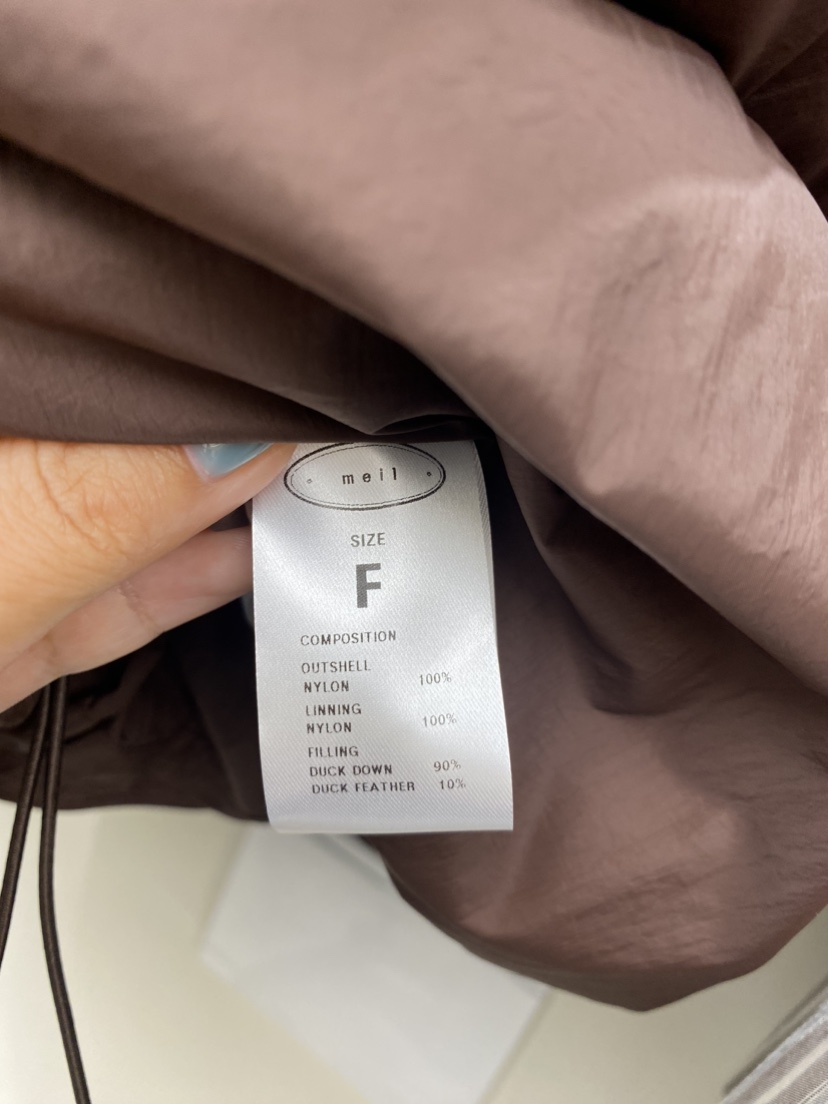 meil
SIZE
F
COMPOSITION
OUTSHELL
NYLON 100%
LINNING
NYLON 100%
FILLING
DUCK DOWN 90%
DUCK FEATHER 10%